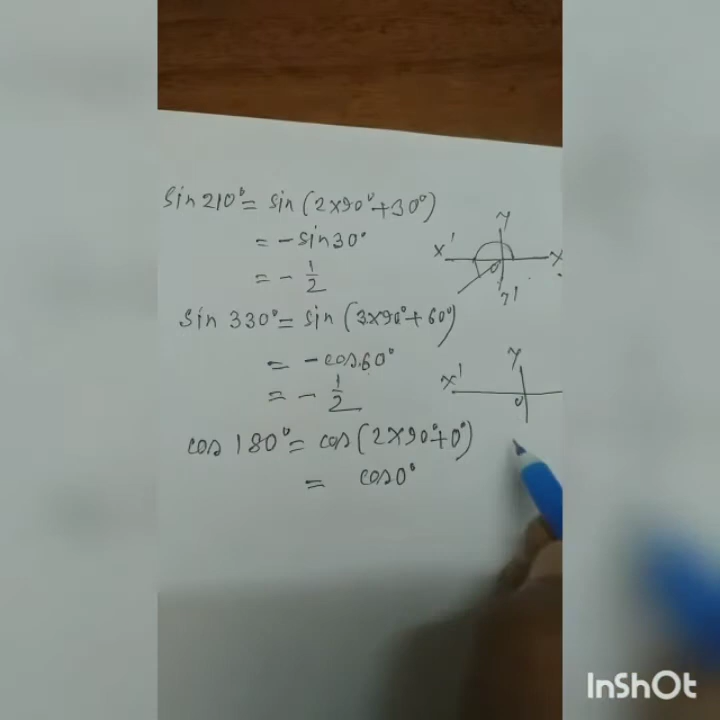 sin 210° = sin (2×90°+30°)
= - sin 30°
= - 1/2
y
x' x
o
y'
sin 330° = sin (3×90°+60°)
= - cos 60°
= - 1/2
y
x'
o
cos 180° = cos (2×90°+0°)
= cos 0°
InShOt